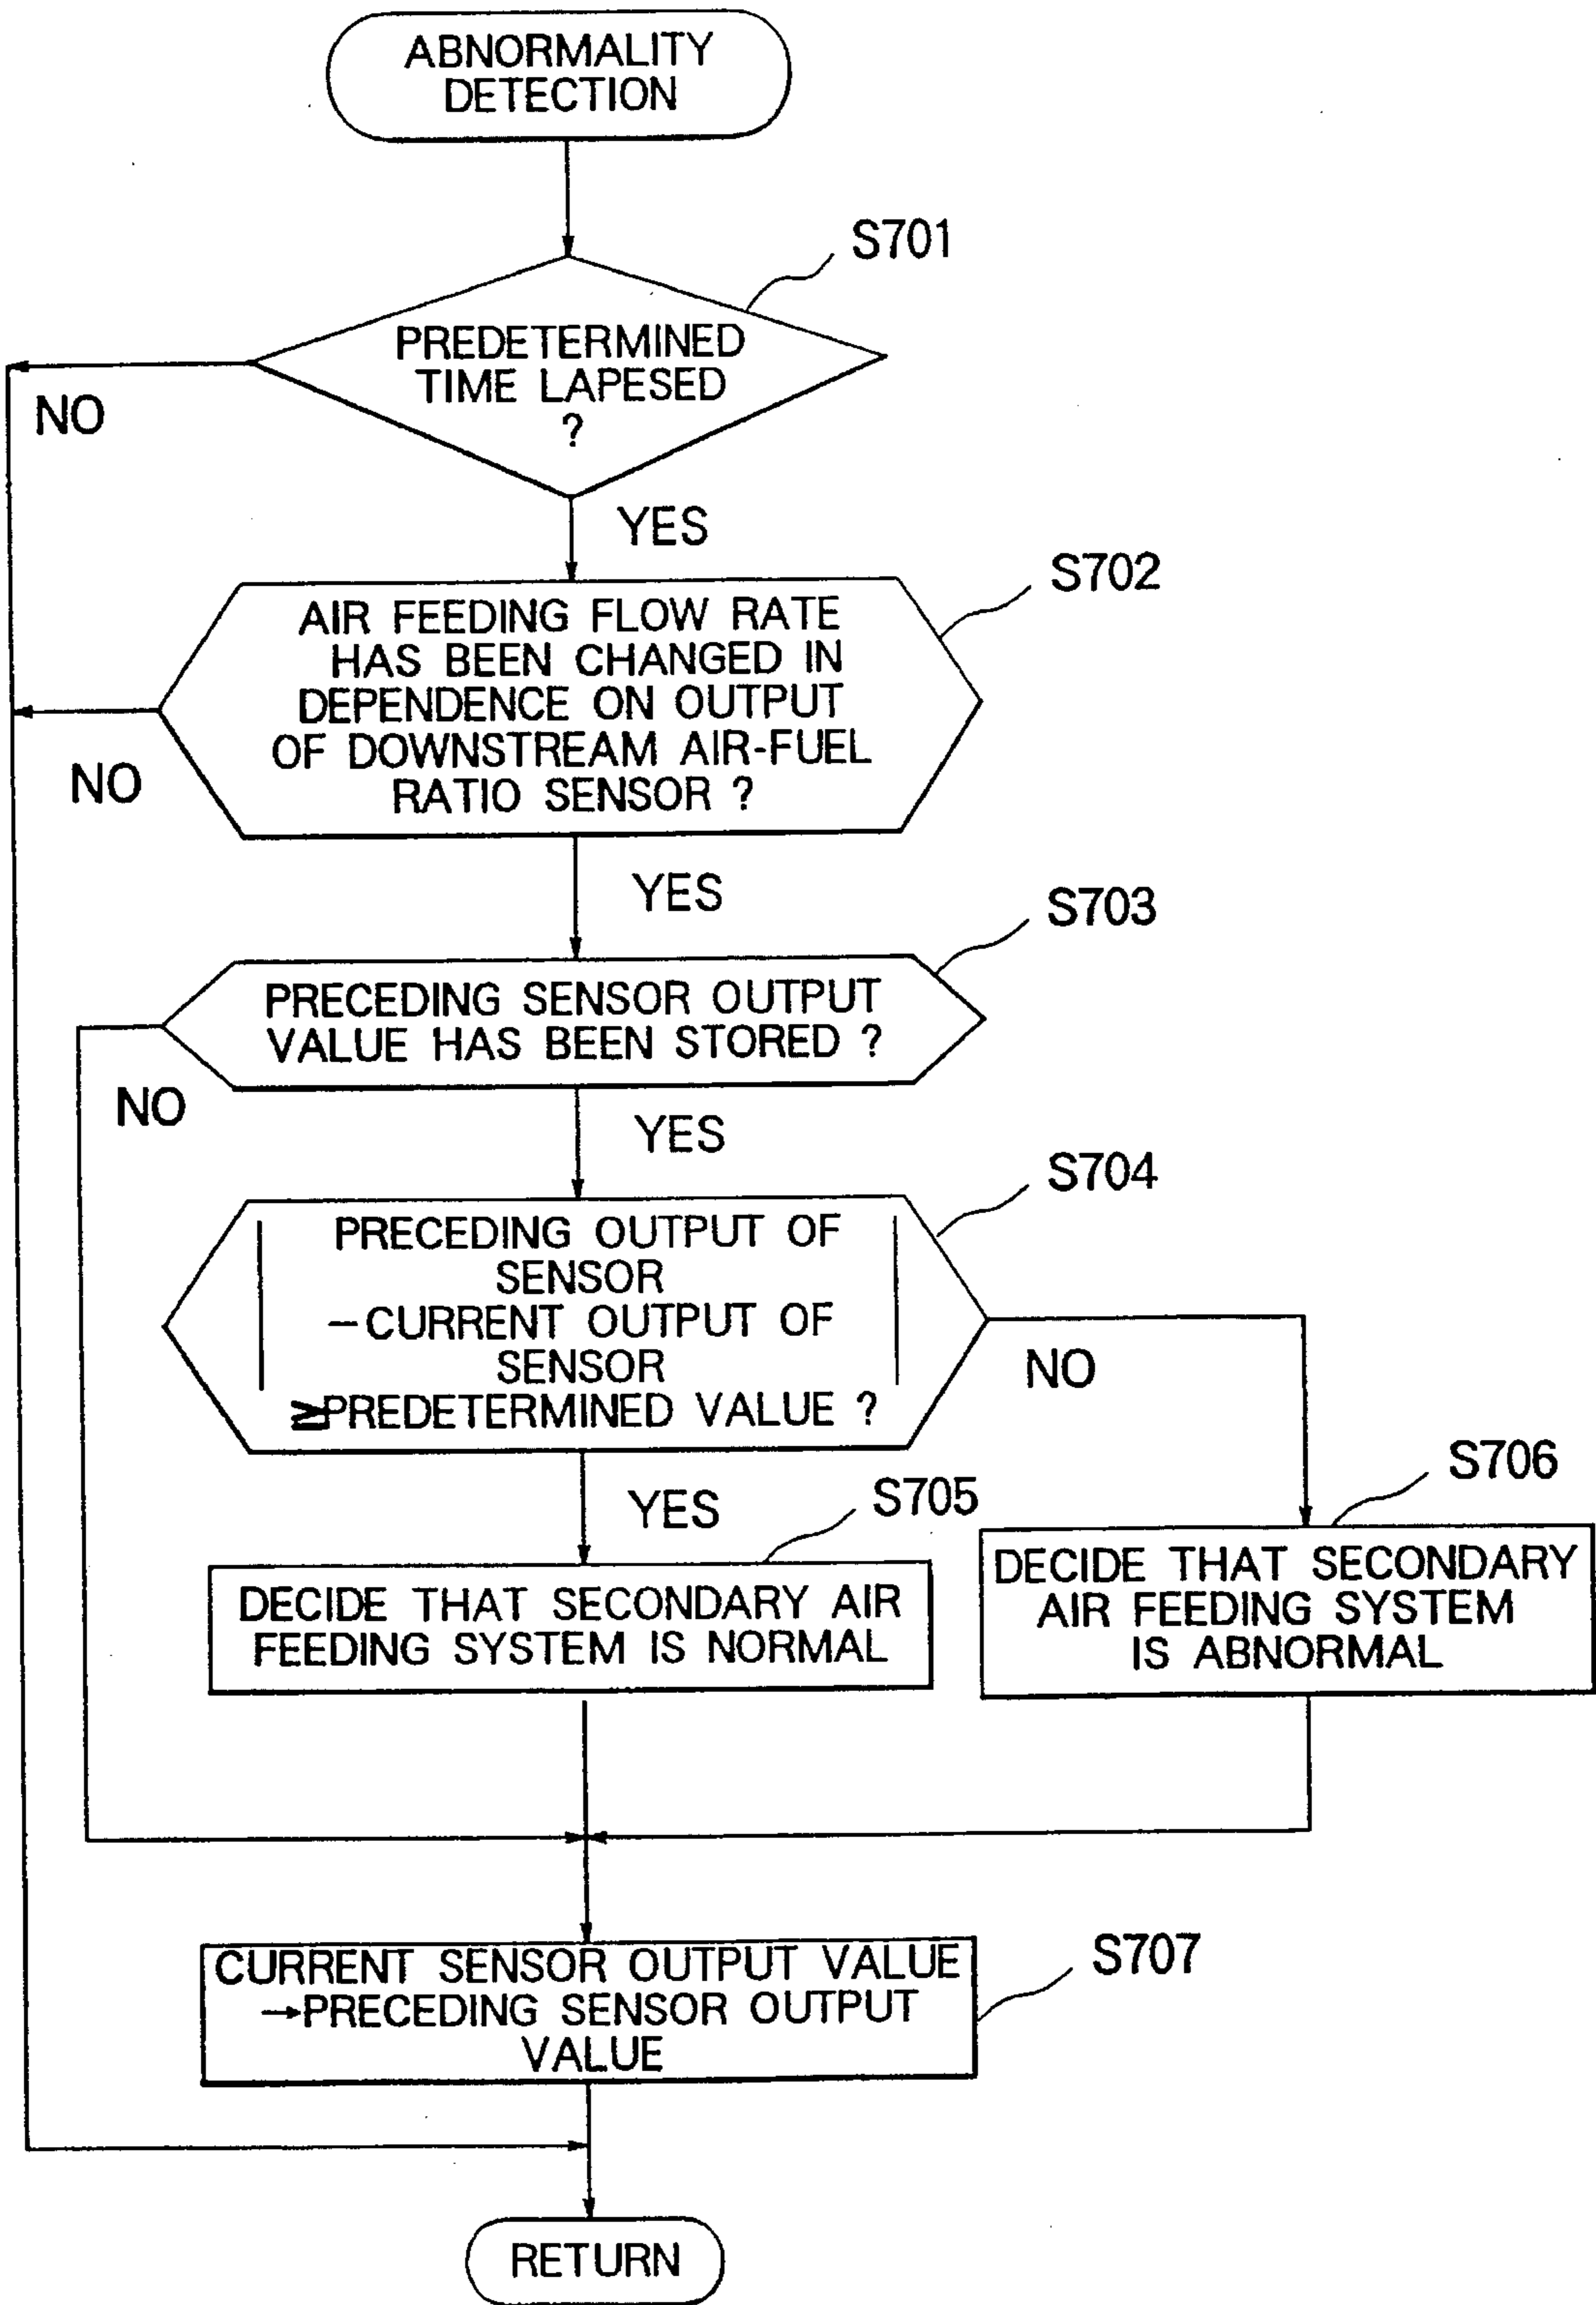 ABNORMALITY
DETECTION
S701
PREDETERMINED
TIME LAPESED
?
NO
YES
S702
AIR FEEDING FLOW RATE
HAS BEEN CHANGED IN
DEPENDENCE ON OUTPUT
OF DOWNSTREAM AIR-FUEL
RATIO SENSOR ?
NO
YES
S703
PRECEDING SENSOR OUTPUT
VALUE HAS BEEN STORED ?
NO
YES
S704
PRECEDING OUTPUT OF
SENSOR
−CURRENT OUTPUT OF
SENSOR
≧PREDETERMINED VALUE ?
NO
YES
S705
S706
DECIDE THAT SECONDARY AIR
FEEDING SYSTEM IS NORMAL
DECIDE THAT SECONDARY
AIR FEEDING SYSTEM
IS ABNORMAL
S707
CURRENT SENSOR OUTPUT VALUE
→PRECEDING SENSOR OUTPUT
VALUE
RETURN